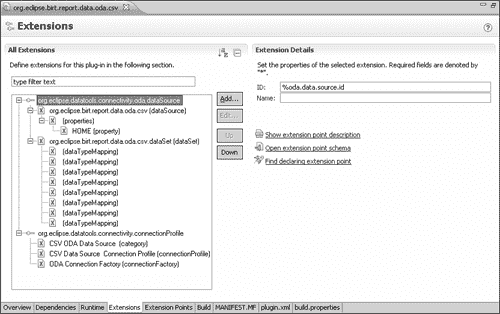 org.eclipse.birt.report.data.oda.csv
Extensions
All Extensions
Define extensions for this plug-in in the following section.
type filter text
org.eclipse.datatools.connectivity.oda.dataSource
org.eclipse.birt.report.data.oda.csv (dataSource)
(properties)
HOME (property)
org.eclipse.birt.report.data.oda.csv.dataSet (dataSet)
(dataTypeMapping)
(dataTypeMapping)
(dataTypeMapping)
(dataTypeMapping)
(dataTypeMapping)
(dataTypeMapping)
org.eclipse.datatools.connectivity.connectionProfile
CSV ODA Data Source (category)
CSV Data Source Connection Profile (connectionProfile)
ODA Connection Factory (connectionFactory)
Add...
Edit...
Up
Down
Extension Details
Set the properties of the selected extension. Required fields are denoted by
"*".
ID: %oda.data.source.id
Name:
Show extension point description
Open extension point schema
Find declaring extension point
Overview Dependencies Runtime Extensions Extension Points Build MANIFEST.MF plugin.xml build.properties